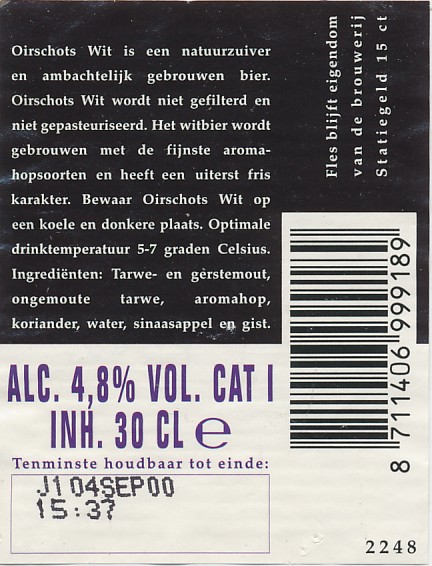 Oirschots Wit is een natuurzuiver
en ambachtelijk gebrouwen bier.
Oirschots Wit wordt niet gefilterd en
niet gepasteuriseerd. Het witbier wordt
gebrouwen met de fijnste aroma-
hopsoorten en heeft een uiterst fris
karakter. Bewaar Oirschots Wit op
een koele en donkere plaats. Optimale
drinktemperatuur 5-7 graden Celsius.
Ingrediënten: Tarwe- en gerstemout,
ongemoute tarwe, aromahop,
koriander, water, sinaasappel en gist.
Fles blijft eigendom
van de brouwerij
Statiegeld 15 ct
8 711406 999189
ALC. 4,8% VOL. CAT I
INH. 30 CL e
Tenminste houdbaar tot einde:
J1 04SEP00
15:37
2248